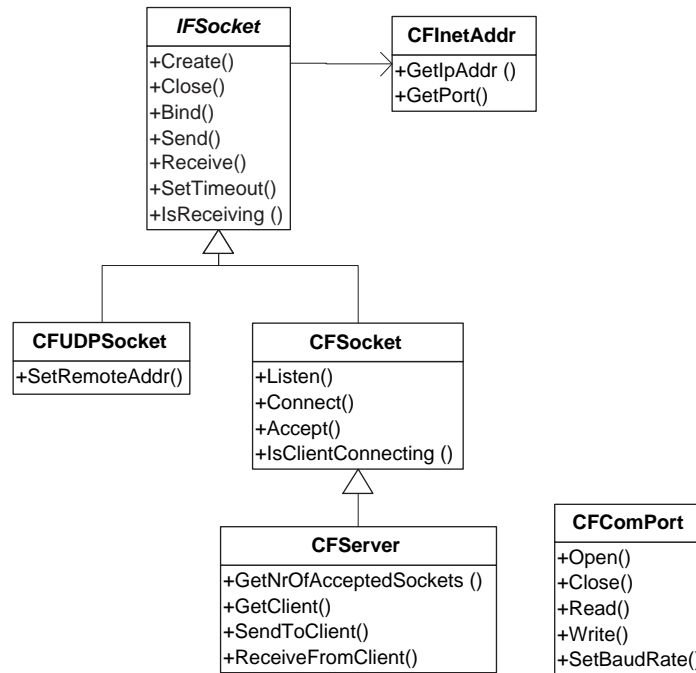 IFSocket
+Create()
+Close()
+Bind()
+Send()
+Receive()
+SetTimeout()
+IsReceiving ()
CFInetAddr
+GetIpAddr ()
+GetPort()
CFUDPSocket
+SetRemoteAddr()
CFSocket
+Listen()
+Connect()
+Accept()
+IsClientConnecting ()
CFServer
+GetNrOfAcceptedSockets ()
+GetClient()
+SendToClient()
+ReceiveFromClient()
CFComPort
+Open()
+Close()
+Read()
+Write()
+SetBaudRate()